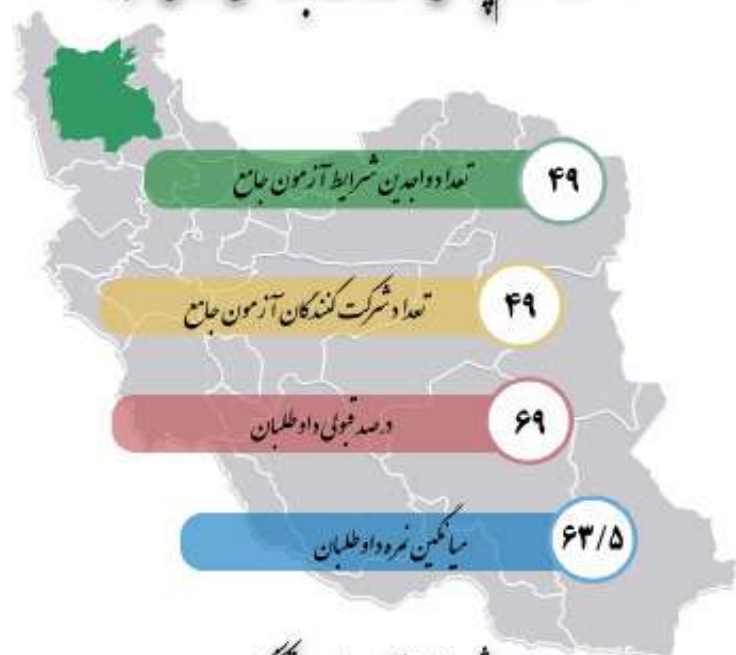 تعداد واجدین شرایط آزمون جامع ۴۹
تعداد شرکت کنندگان آزمون جامع ۴۹
درصد قبولی داوطلبان ۶۹
میانگین نمره داوطلبان ۶۳/۵